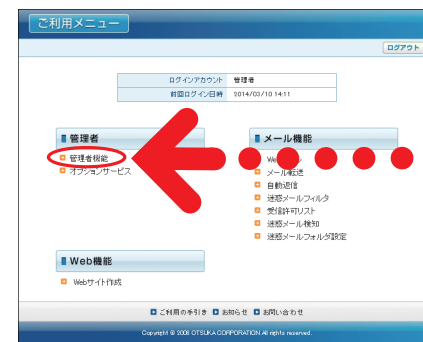 ご利用メニュー
ログアウト
ログインアカウント 管理者
前回ログイン日時 2014/03/10 14:11
管理者
管理者機能
オプションサービス
メール機能
メール転送
自動返信
迷惑メールフィルタ
受信許可リスト
迷惑メール検知
迷惑メールフォルダ設定
Web機能
Webサイト作成
ご利用の手引き お知らせ お問い合わせ
Copyright © 2008 OTSUKA CORPORATION All rights reserved.